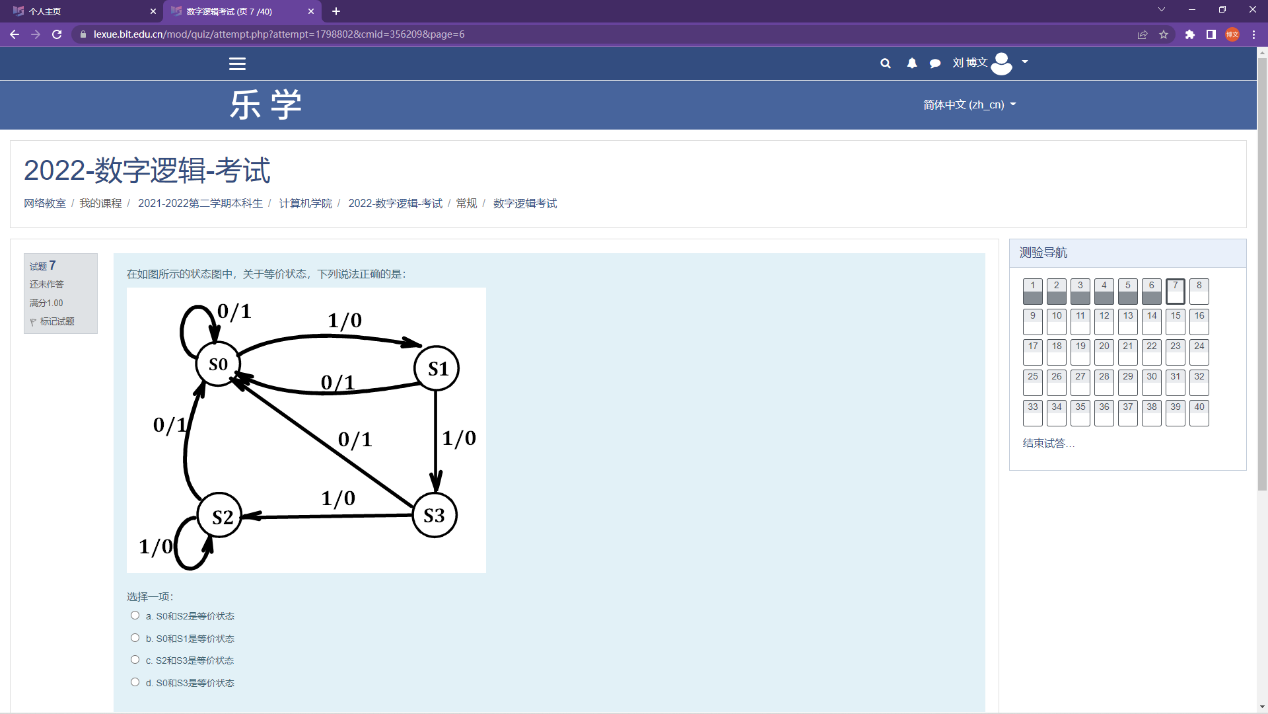 个人主页
数字逻辑考试 (页 7 /40)
lexue.bit.edu.cn/mod/quiz/attempt.php?attempt=1798802&cmid=356209&page=6
博文
刘 博文
乐 学
简体中文 (zh_cn)
2022-数字逻辑-考试
网络教室 / 我的课程 / 2021-2022第二学期本科生 / 计算机学院 / 2022-数字逻辑-考试 / 常规 / 数字逻辑考试
试题 7
还未作答
满分1.00
标记试题
在如图所示的状态图中，关于等价状态，下列说法正确的是：
0/1
1/0
S0
S1
0/1
0/1
0/1
1/0
1/0
S2
S3
1/0
选择一项：
a. S0和S2是等价状态
b. S0和S1是等价状态
c. S2和S3是等价状态
d. S0和S3是等价状态
测验导航
1 2 3 4 5 6 7 8
9 10 11 12 13 14 15 16
17 18 19 20 21 22 23 24
25 26 27 28 29 30 31 32
33 34 35 36 37 38 39 40
结束试答…